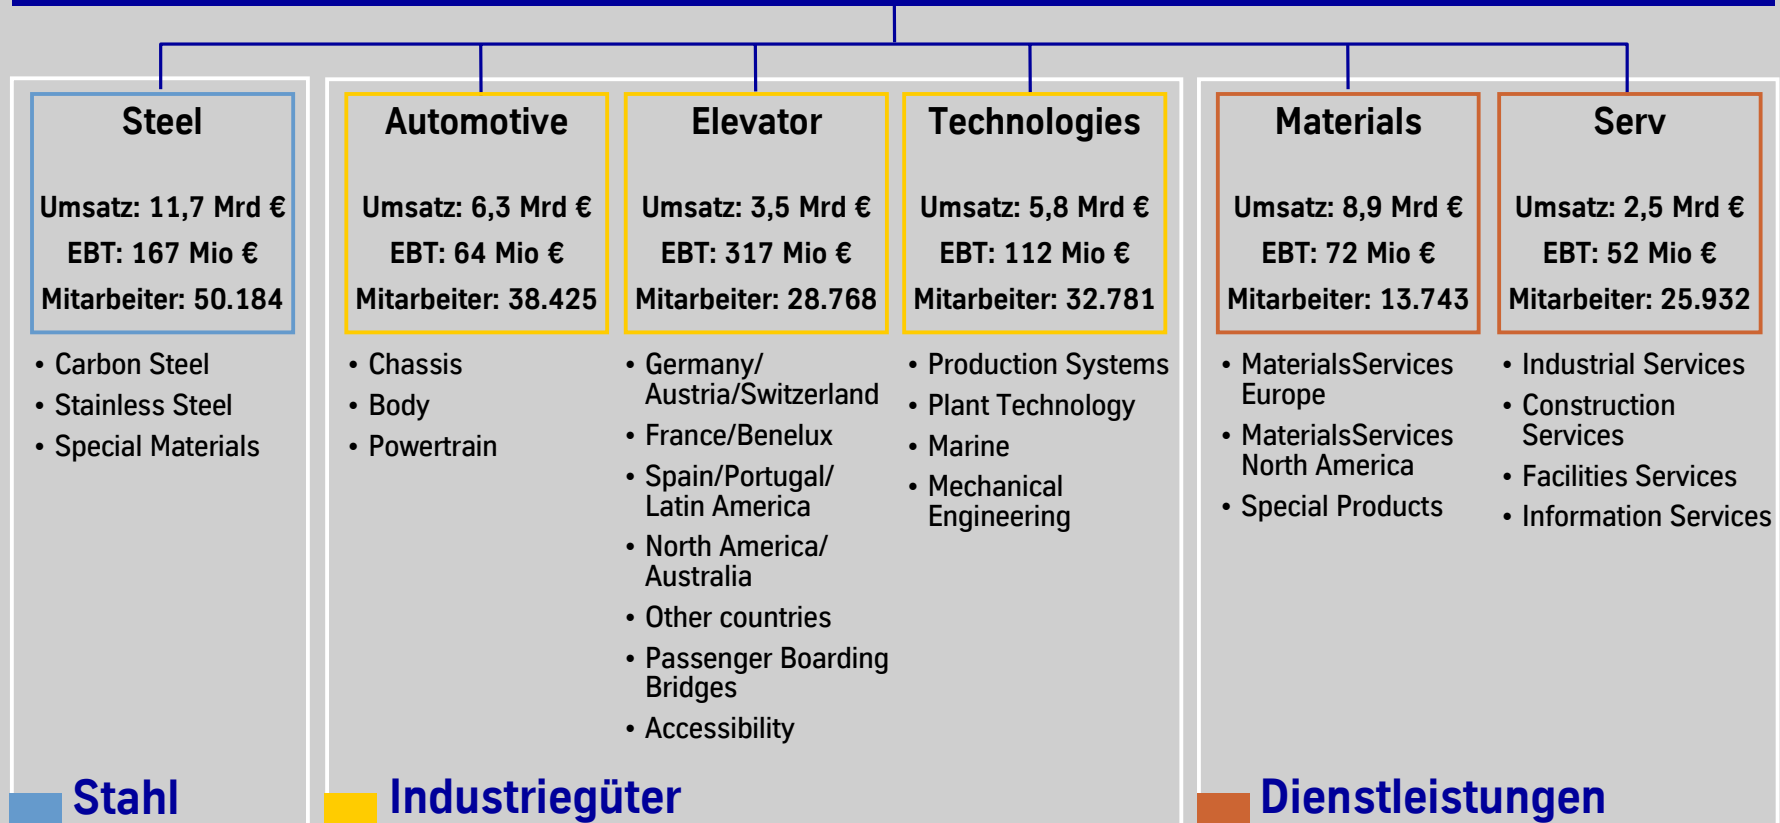 Steel
Umsatz: 11,7 Mrd €
EBT: 167 Mio €
Mitarbeiter: 50.184
• Carbon Steel
• Stainless Steel
• Special Materials
Stahl
Automotive
Umsatz: 6,3 Mrd €
EBT: 64 Mio €
Mitarbeiter: 38.425
• Chassis
• Body
• Powertrain
Elevator
Umsatz: 3,5 Mrd €
EBT: 317 Mio €
Mitarbeiter: 28.768
• Germany/
Austria/Switzerland
• France/Benelux
• Spain/Portugal/
Latin America
• North America/
Australia
• Other countries
• Passenger Boarding
Bridges
• Accessibility
Technologies
Umsatz: 5,8 Mrd €
EBT: 112 Mio €
Mitarbeiter: 32.781
• Production Systems
• Plant Technology
• Marine
• Mechanical
Engineering
Industriegüter
Materials
Umsatz: 8,9 Mrd €
EBT: 72 Mio €
Mitarbeiter: 13.743
• MaterialsServices
Europe
• MaterialsServices
North America
• Special Products
Serv
Umsatz: 2,5 Mrd €
EBT: 52 Mio €
Mitarbeiter: 25.932
• Industrial Services
• Construction
Services
• Facilities Services
• Information Services
Dienstleistungen